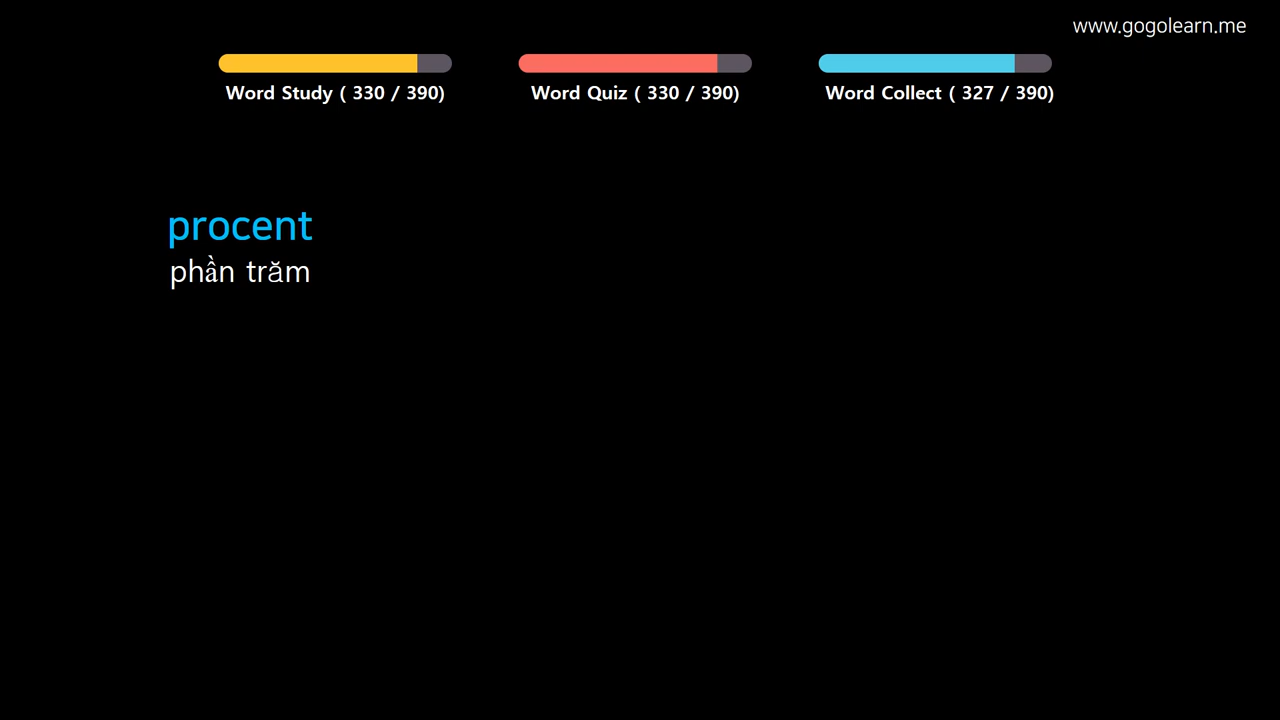 www.gogolearn.me
Word Study ( 330 / 390)
Word Quiz ( 330 / 390)
Word Collect ( 327 / 390)
procent
phần trăm